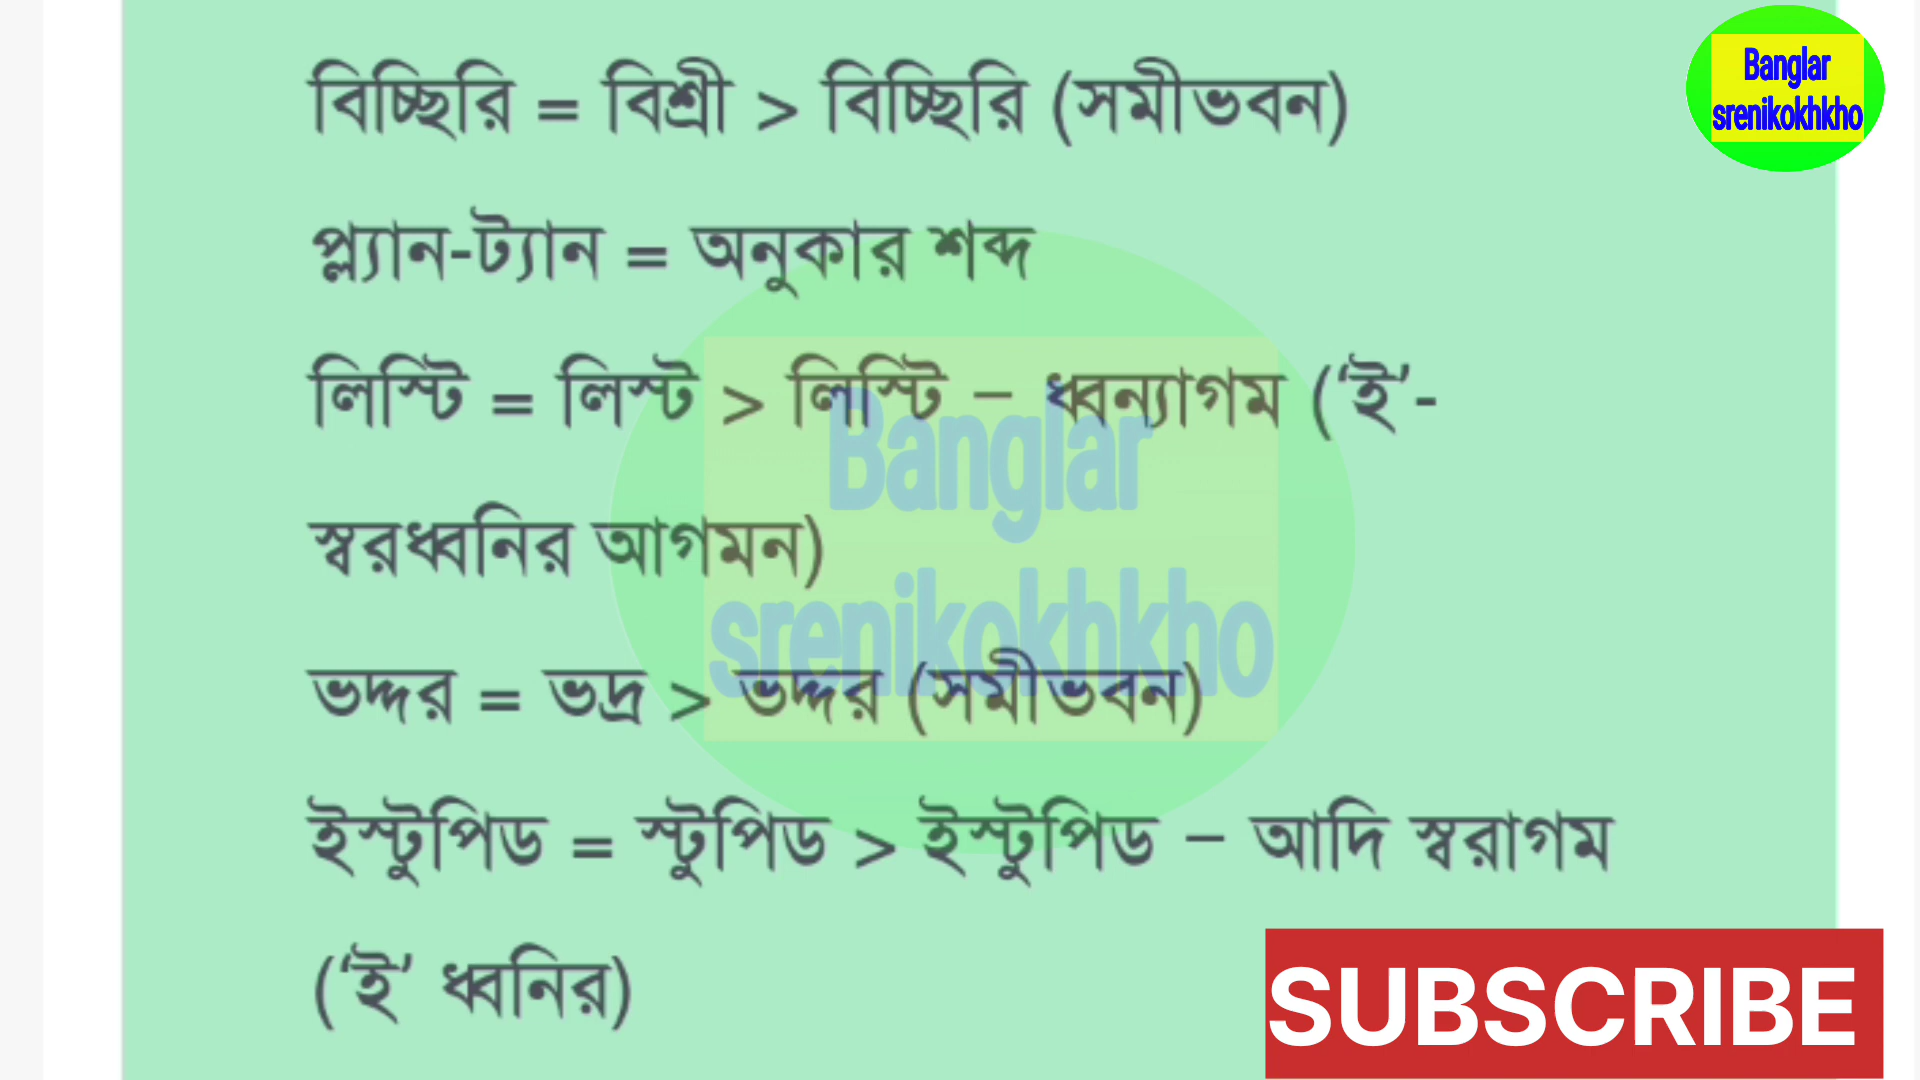 Banglar
srenikokhkho
বিচ্ছিরি = বিশ্রী > বিচ্ছিরি (সমীভবন)
প্ল্যান-ট্যান = অনুকার শব্দ
লিস্টি = লিস্ট > লিস্টি – ধ্বন্যাগম (‘ই’-
স্বরধ্বনির আগমন)
ভদ্দর = ভদ্র > ভদ্দর (সমীভবন)
ইস্টুপিড = স্টুপিড > ইস্টুপিড – আদি স্বরাগম
(‘ই’ ধ্বনির)
Banglar
srenikokhkho
SUBSCRIBE